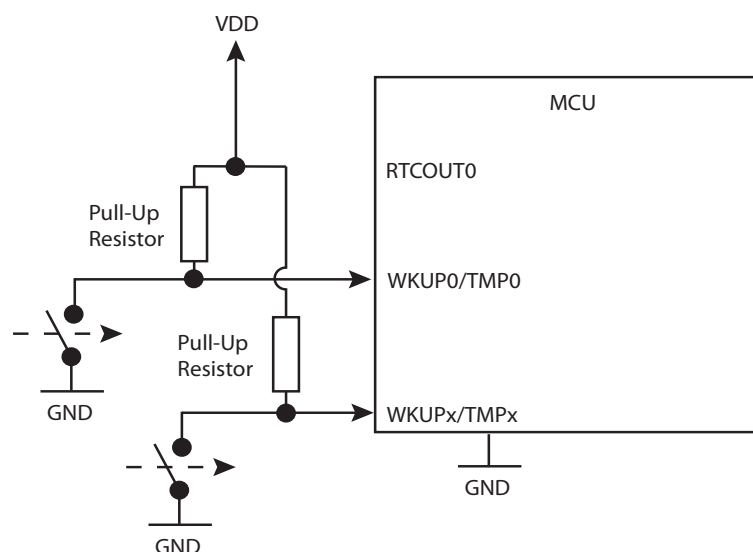 VDD
MCU
RTCOUT0
Pull-Up
Resistor
WKUP0/TMP0
Pull-Up
Resistor
GND
WKUPx/TMPx
GND
GND